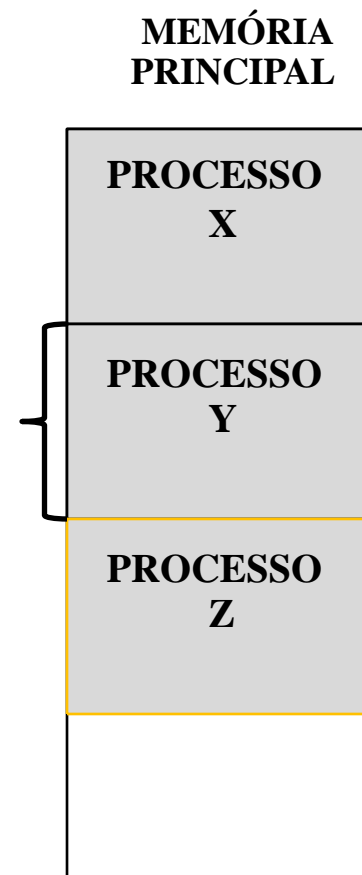 MEMÓRIA
PRINCIPAL
PROCESSO
X
PROCESSO
Y
PROCESSO
Z